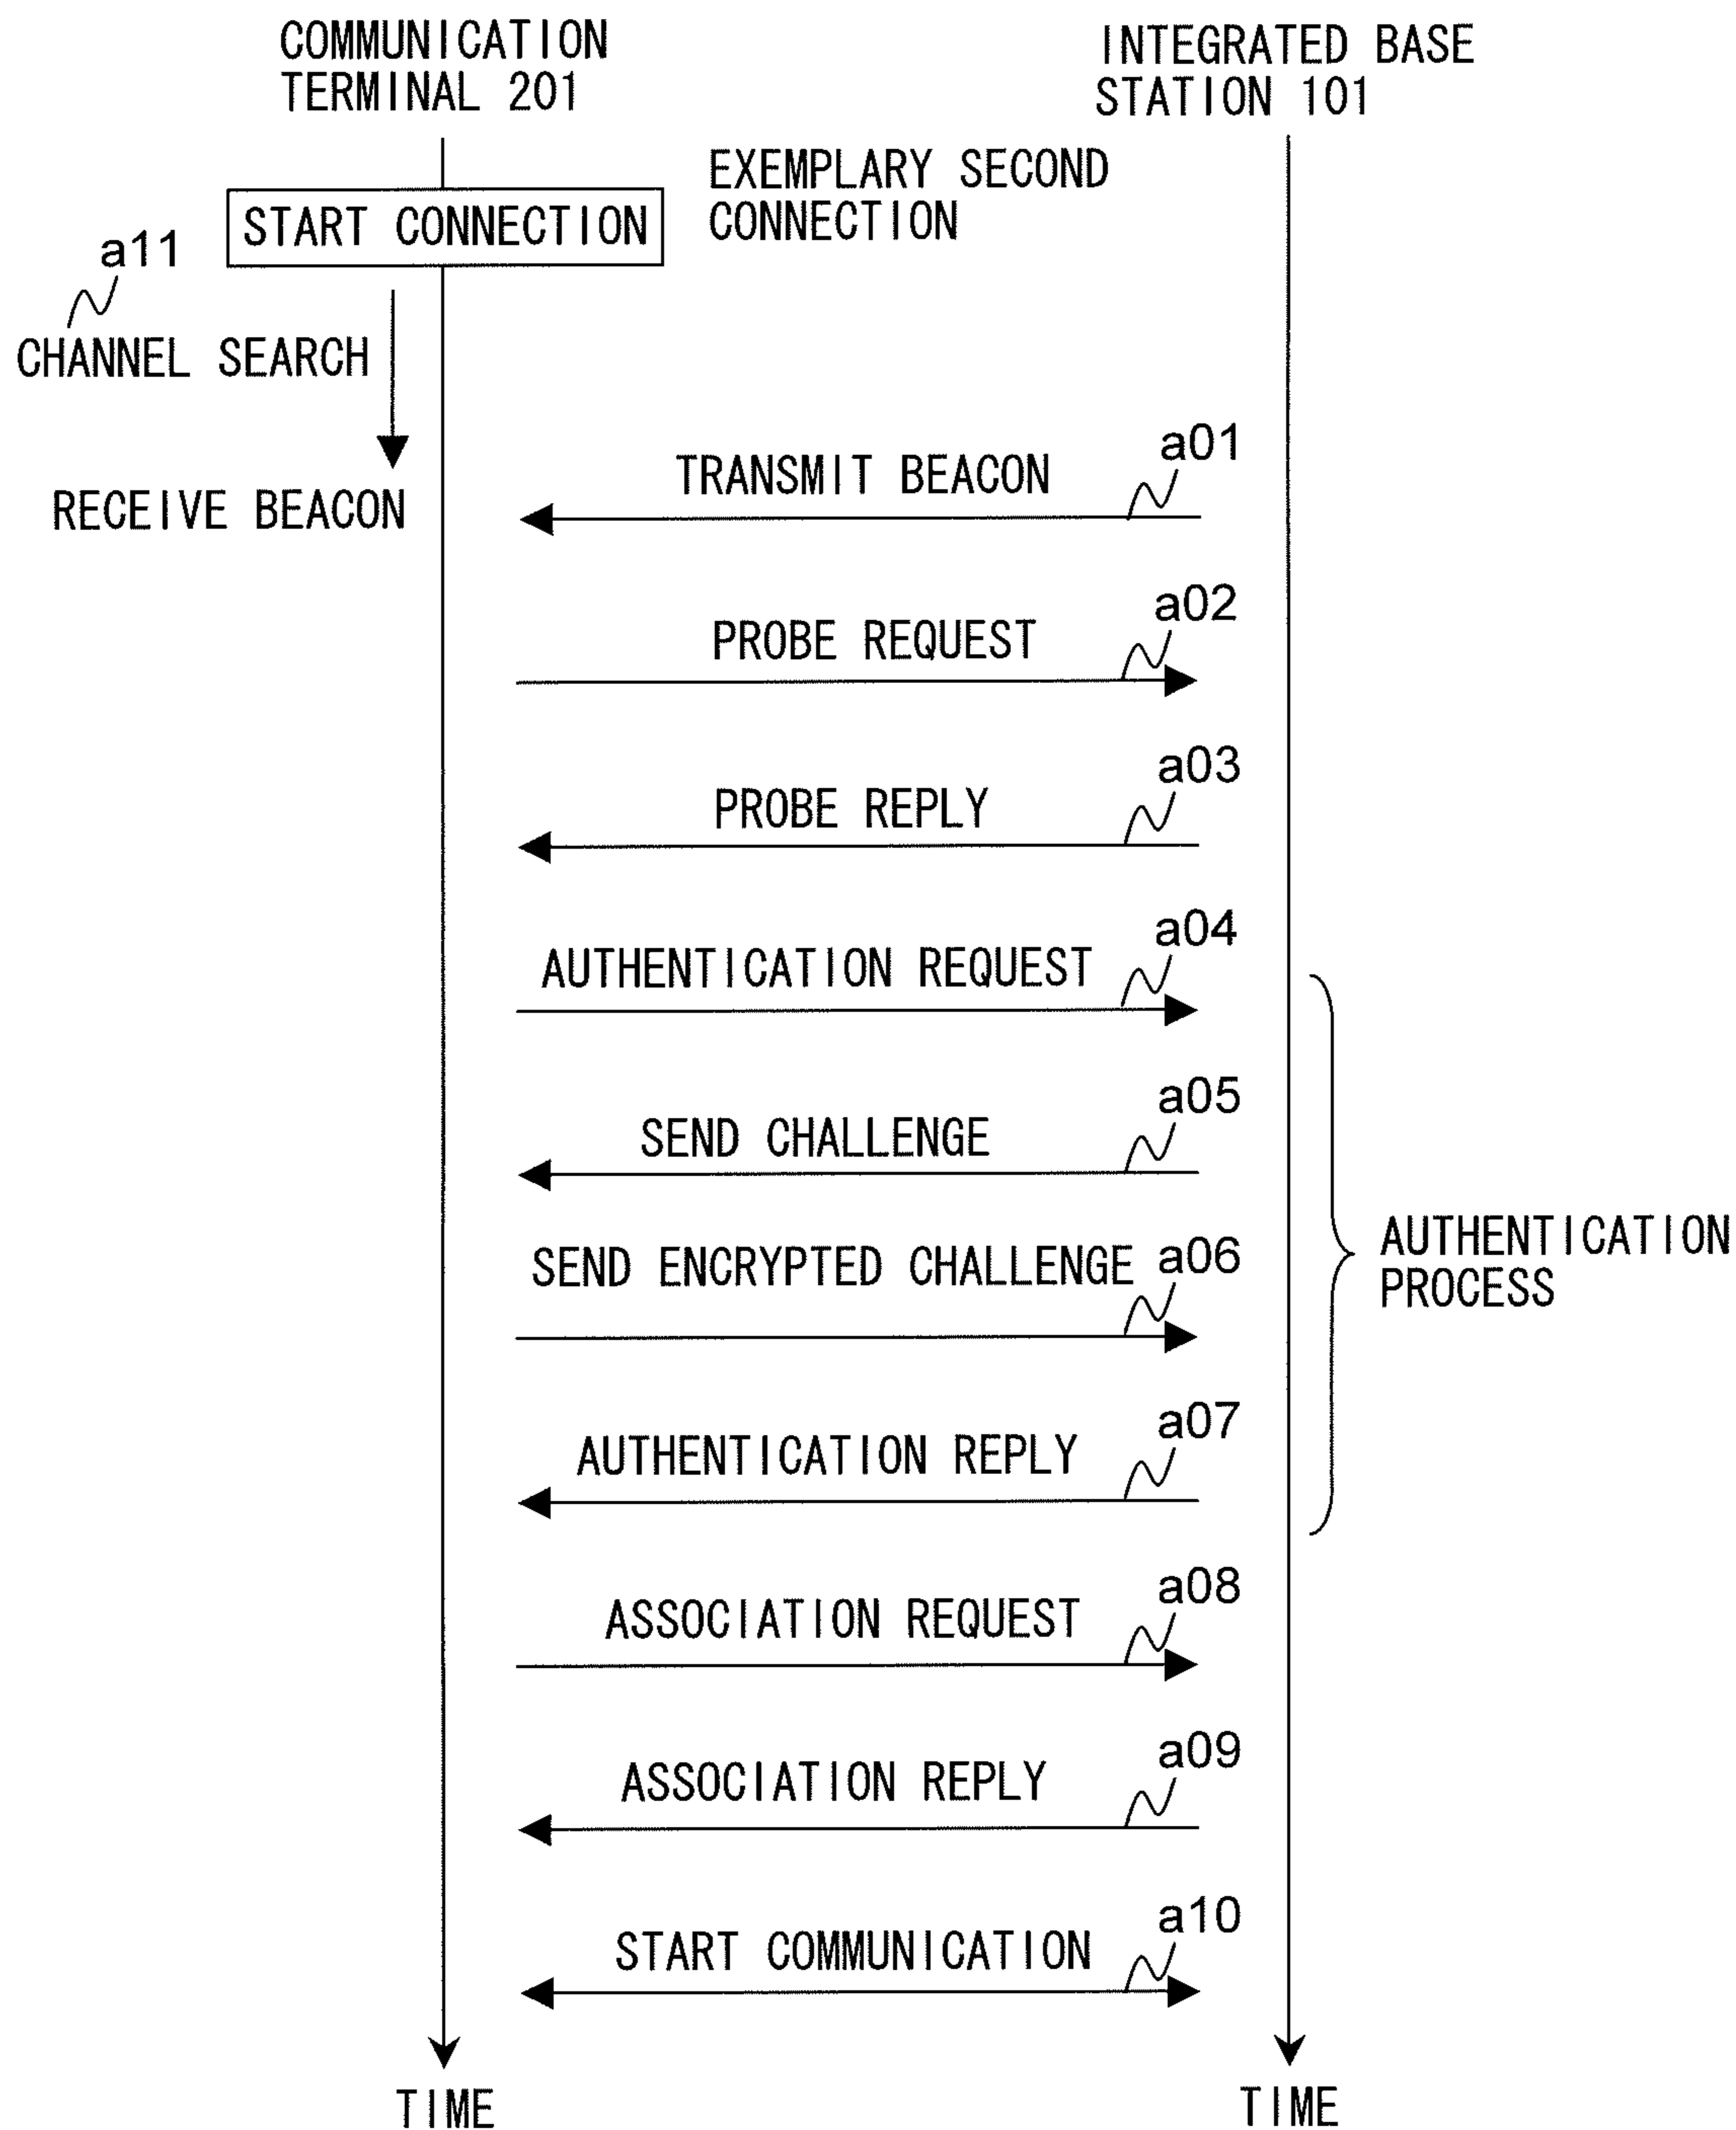 COMMUNICATION
TERMINAL 201
INTEGRATED BASE
STATION 101
EXEMPLARY SECOND
CONNECTION
START CONNECTION
a11
CHANNEL SEARCH
RECEIVE BEACON
a01
TRANSMIT BEACON
a02
PROBE REQUEST
a03
PROBE REPLY
a04
AUTHENTICATION REQUEST
a05
SEND CHALLENGE
a06
SEND ENCRYPTED CHALLENGE
AUTHENTICATION
PROCESS
a07
AUTHENTICATION REPLY
a08
ASSOCIATION REQUEST
a09
ASSOCIATION REPLY
a10
START COMMUNICATION
TIME
TIME